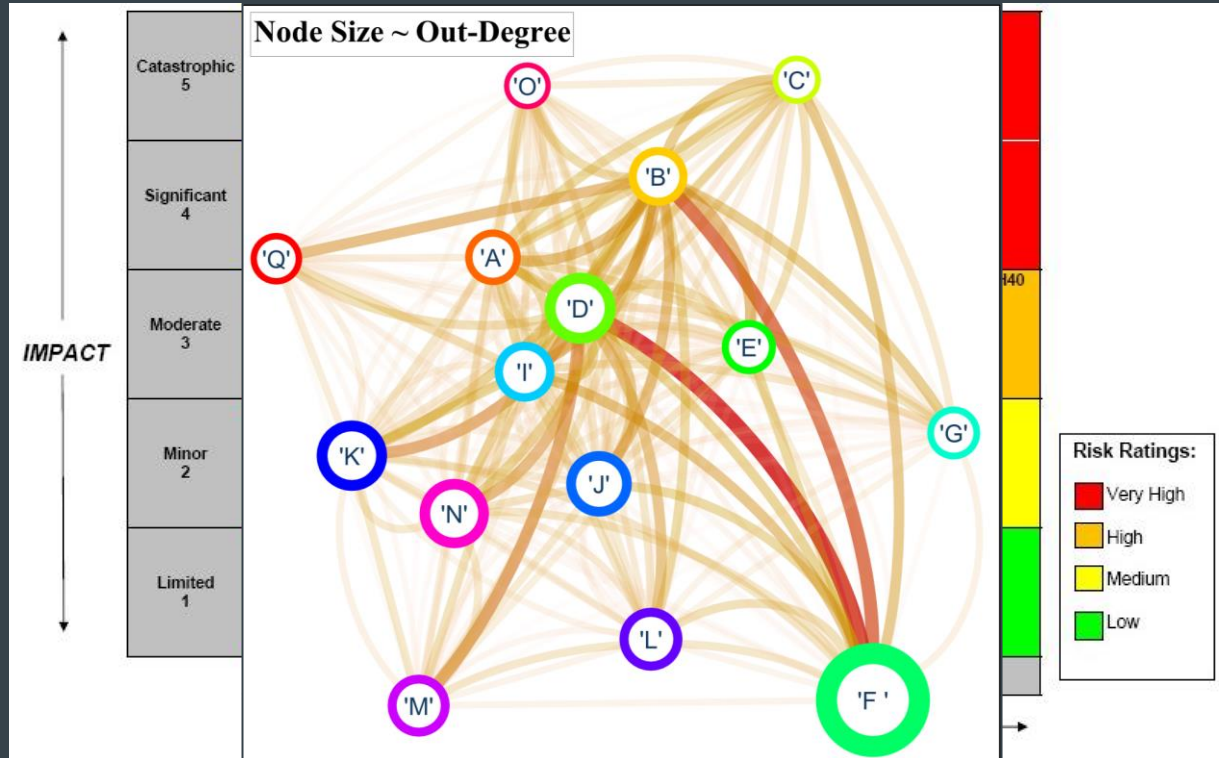 Node Size ~ Out-Degree
Catastrophic
5
Significant
4
IMPACT
Moderate
3
Minor
2
Limited
1
'O'
'C'
'B'
'Q'
'A'
'D'
'E'
'I'
'G'
'K'
'J'
'N'
'L'
'M'
'F '
40
Risk Ratings:
Very High
High
Medium
Low